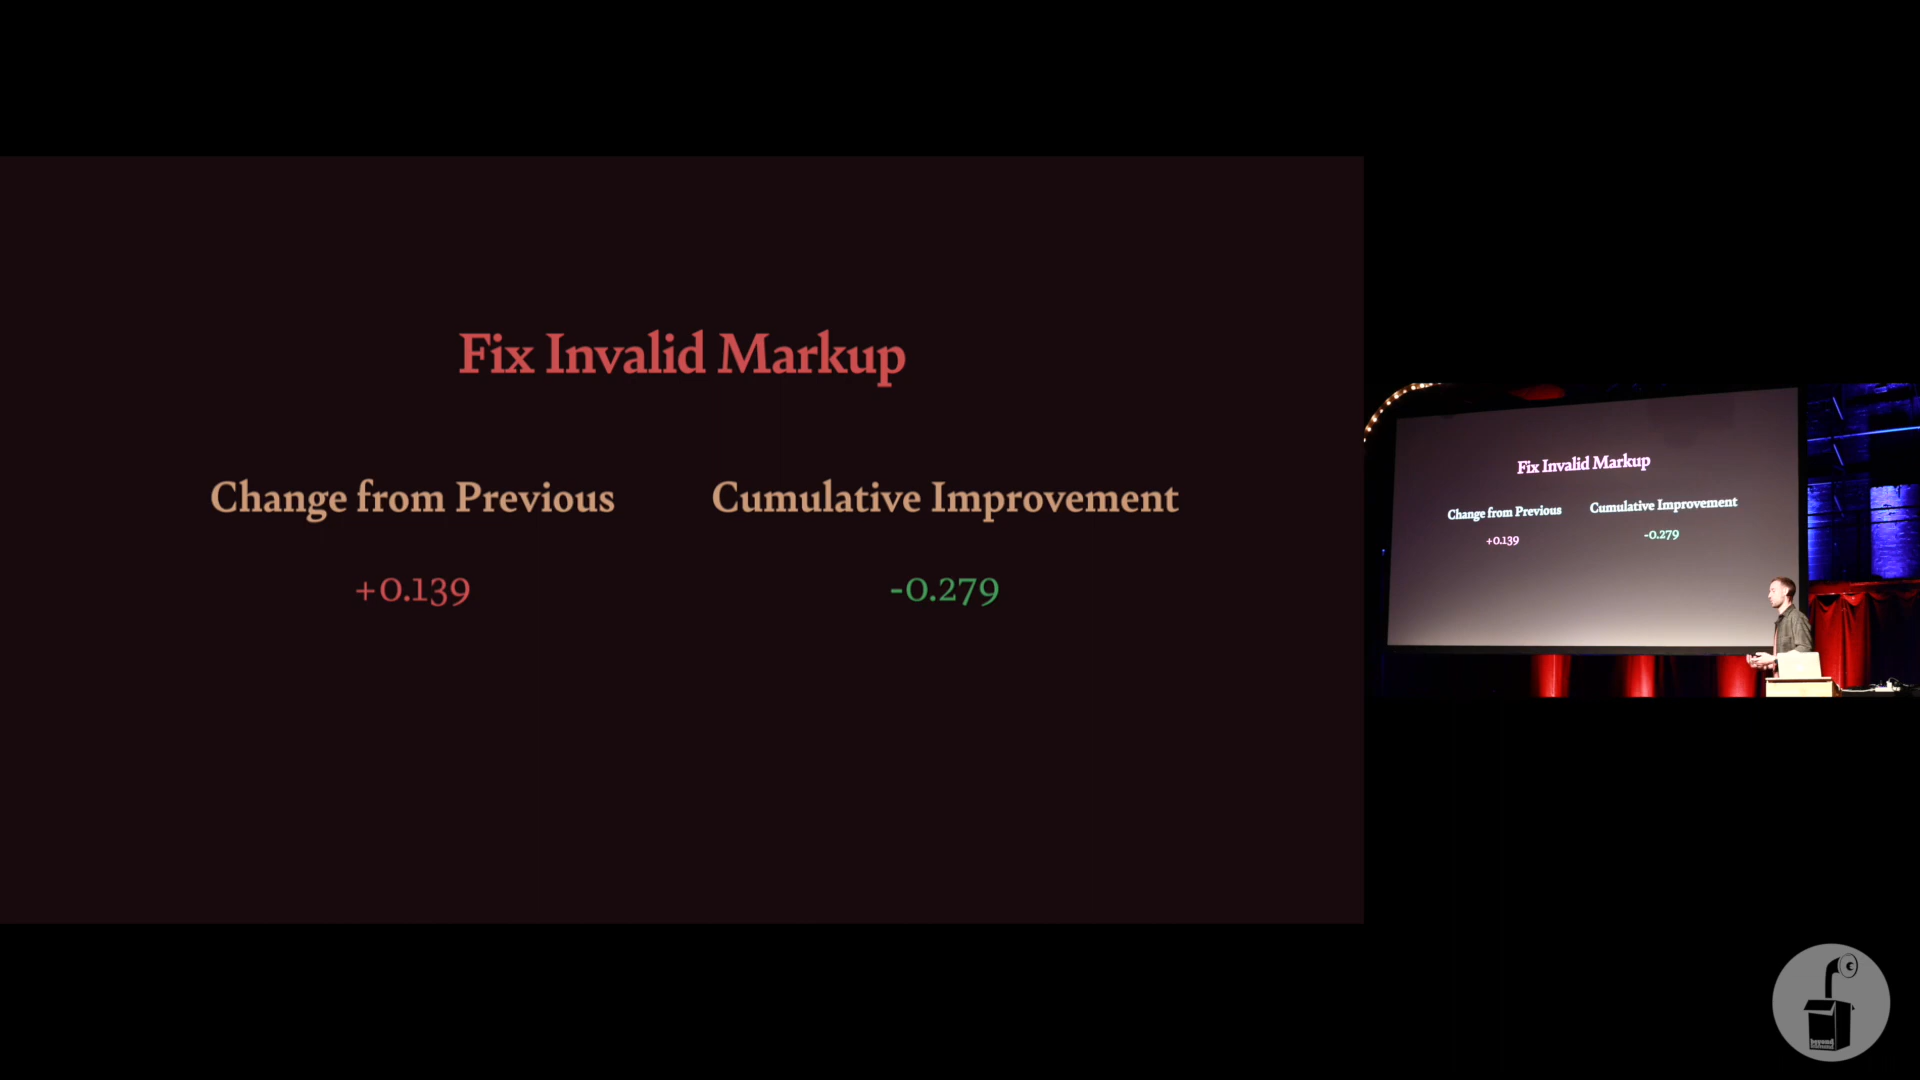 Fix Invalid Markup
Change from Previous Cumulative Improvement
+0.139 -0.279
Fix Invalid Markup
Change from Previous Cumulative Improvement
+0.139 -0.279
beyond